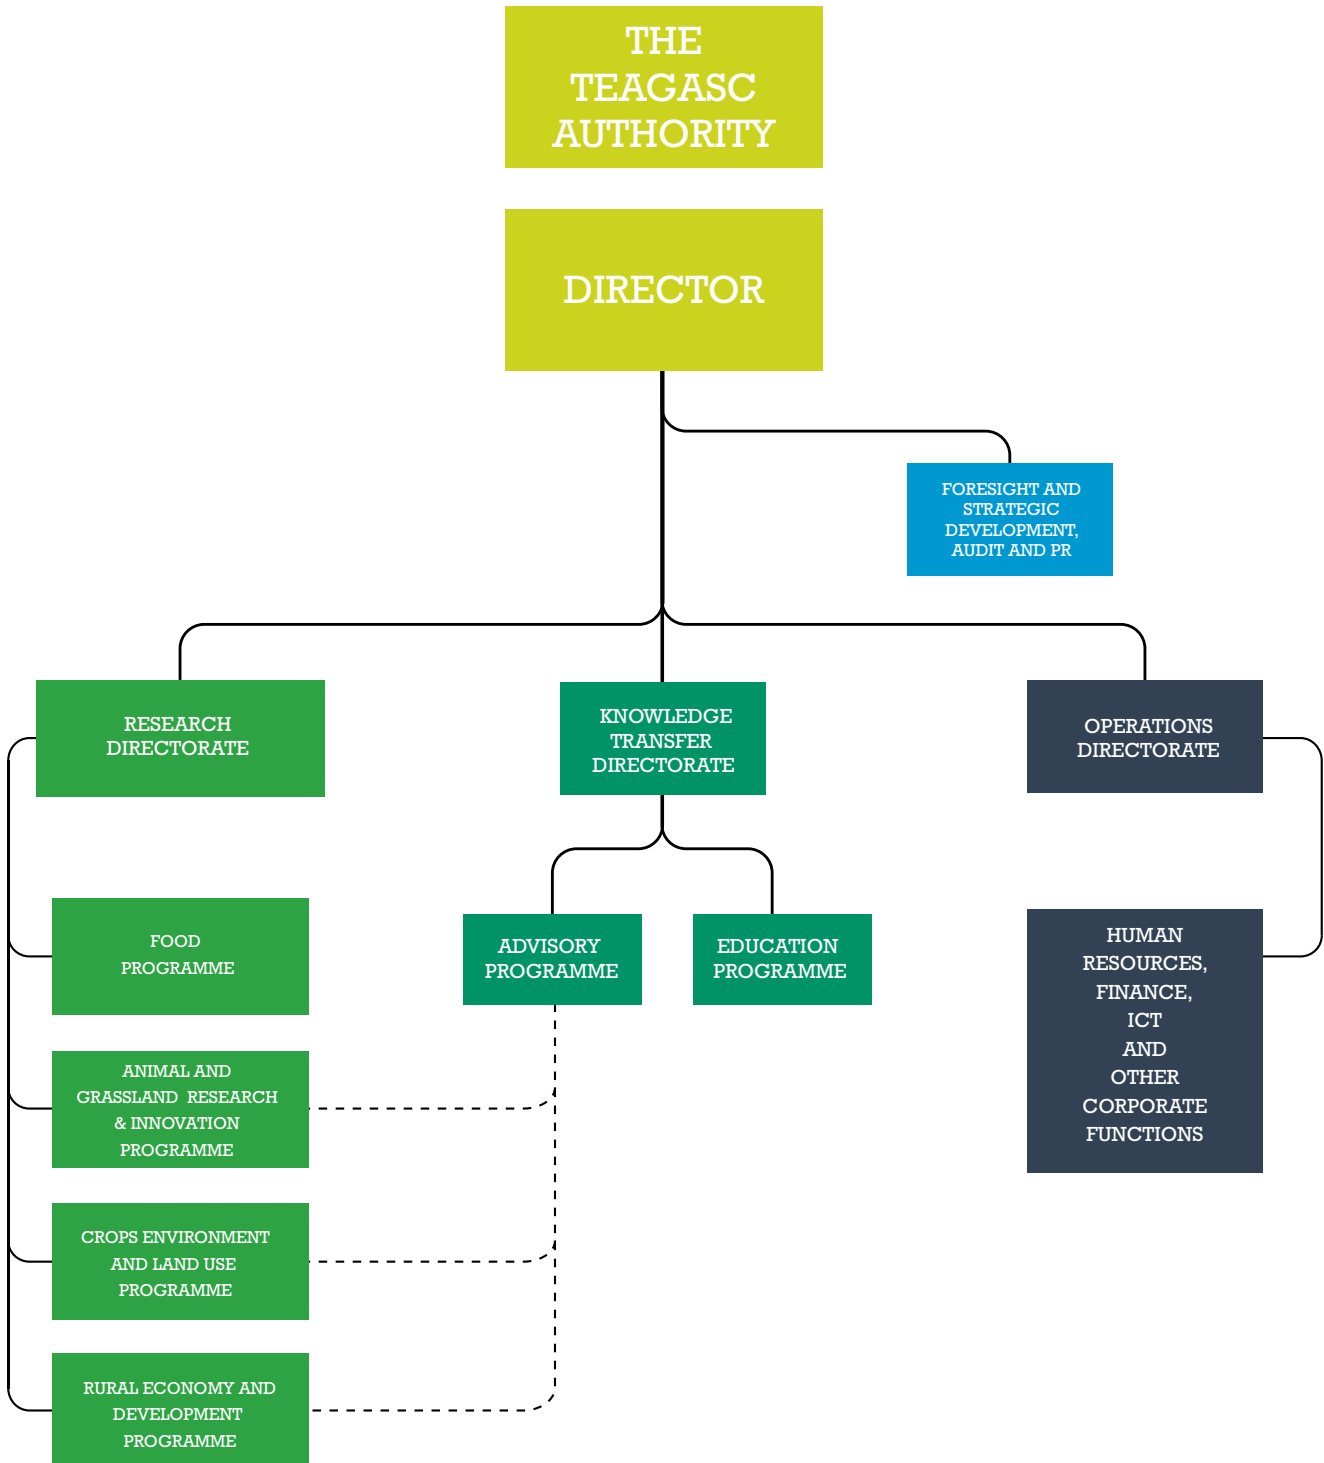 THE
TEAGASC
AUTHORITY
DIRECTOR
FORESIGHT AND
STRATEGIC
DEVELOPMENT,
AUDIT AND PR
RESEARCH
DIRECTORATE
KNOWLEDGE
TRANSFER
DIRECTORATE
OPERATIONS
DIRECTORATE
FOOD
PROGRAMME
ADVISORY
PROGRAMME
EDUCATION
PROGRAMME
HUMAN
RESOURCES,
FINANCE,
ICT
AND
OTHER
CORPORATE
FUNCTIONS
ANIMAL AND
GRASSLAND RESEARCH
& INNOVATION
PROGRAMME
CROPS ENVIRONMENT
AND LAND USE
PROGRAMME
RURAL ECONOMY AND
DEVELOPMENT
PROGRAMME